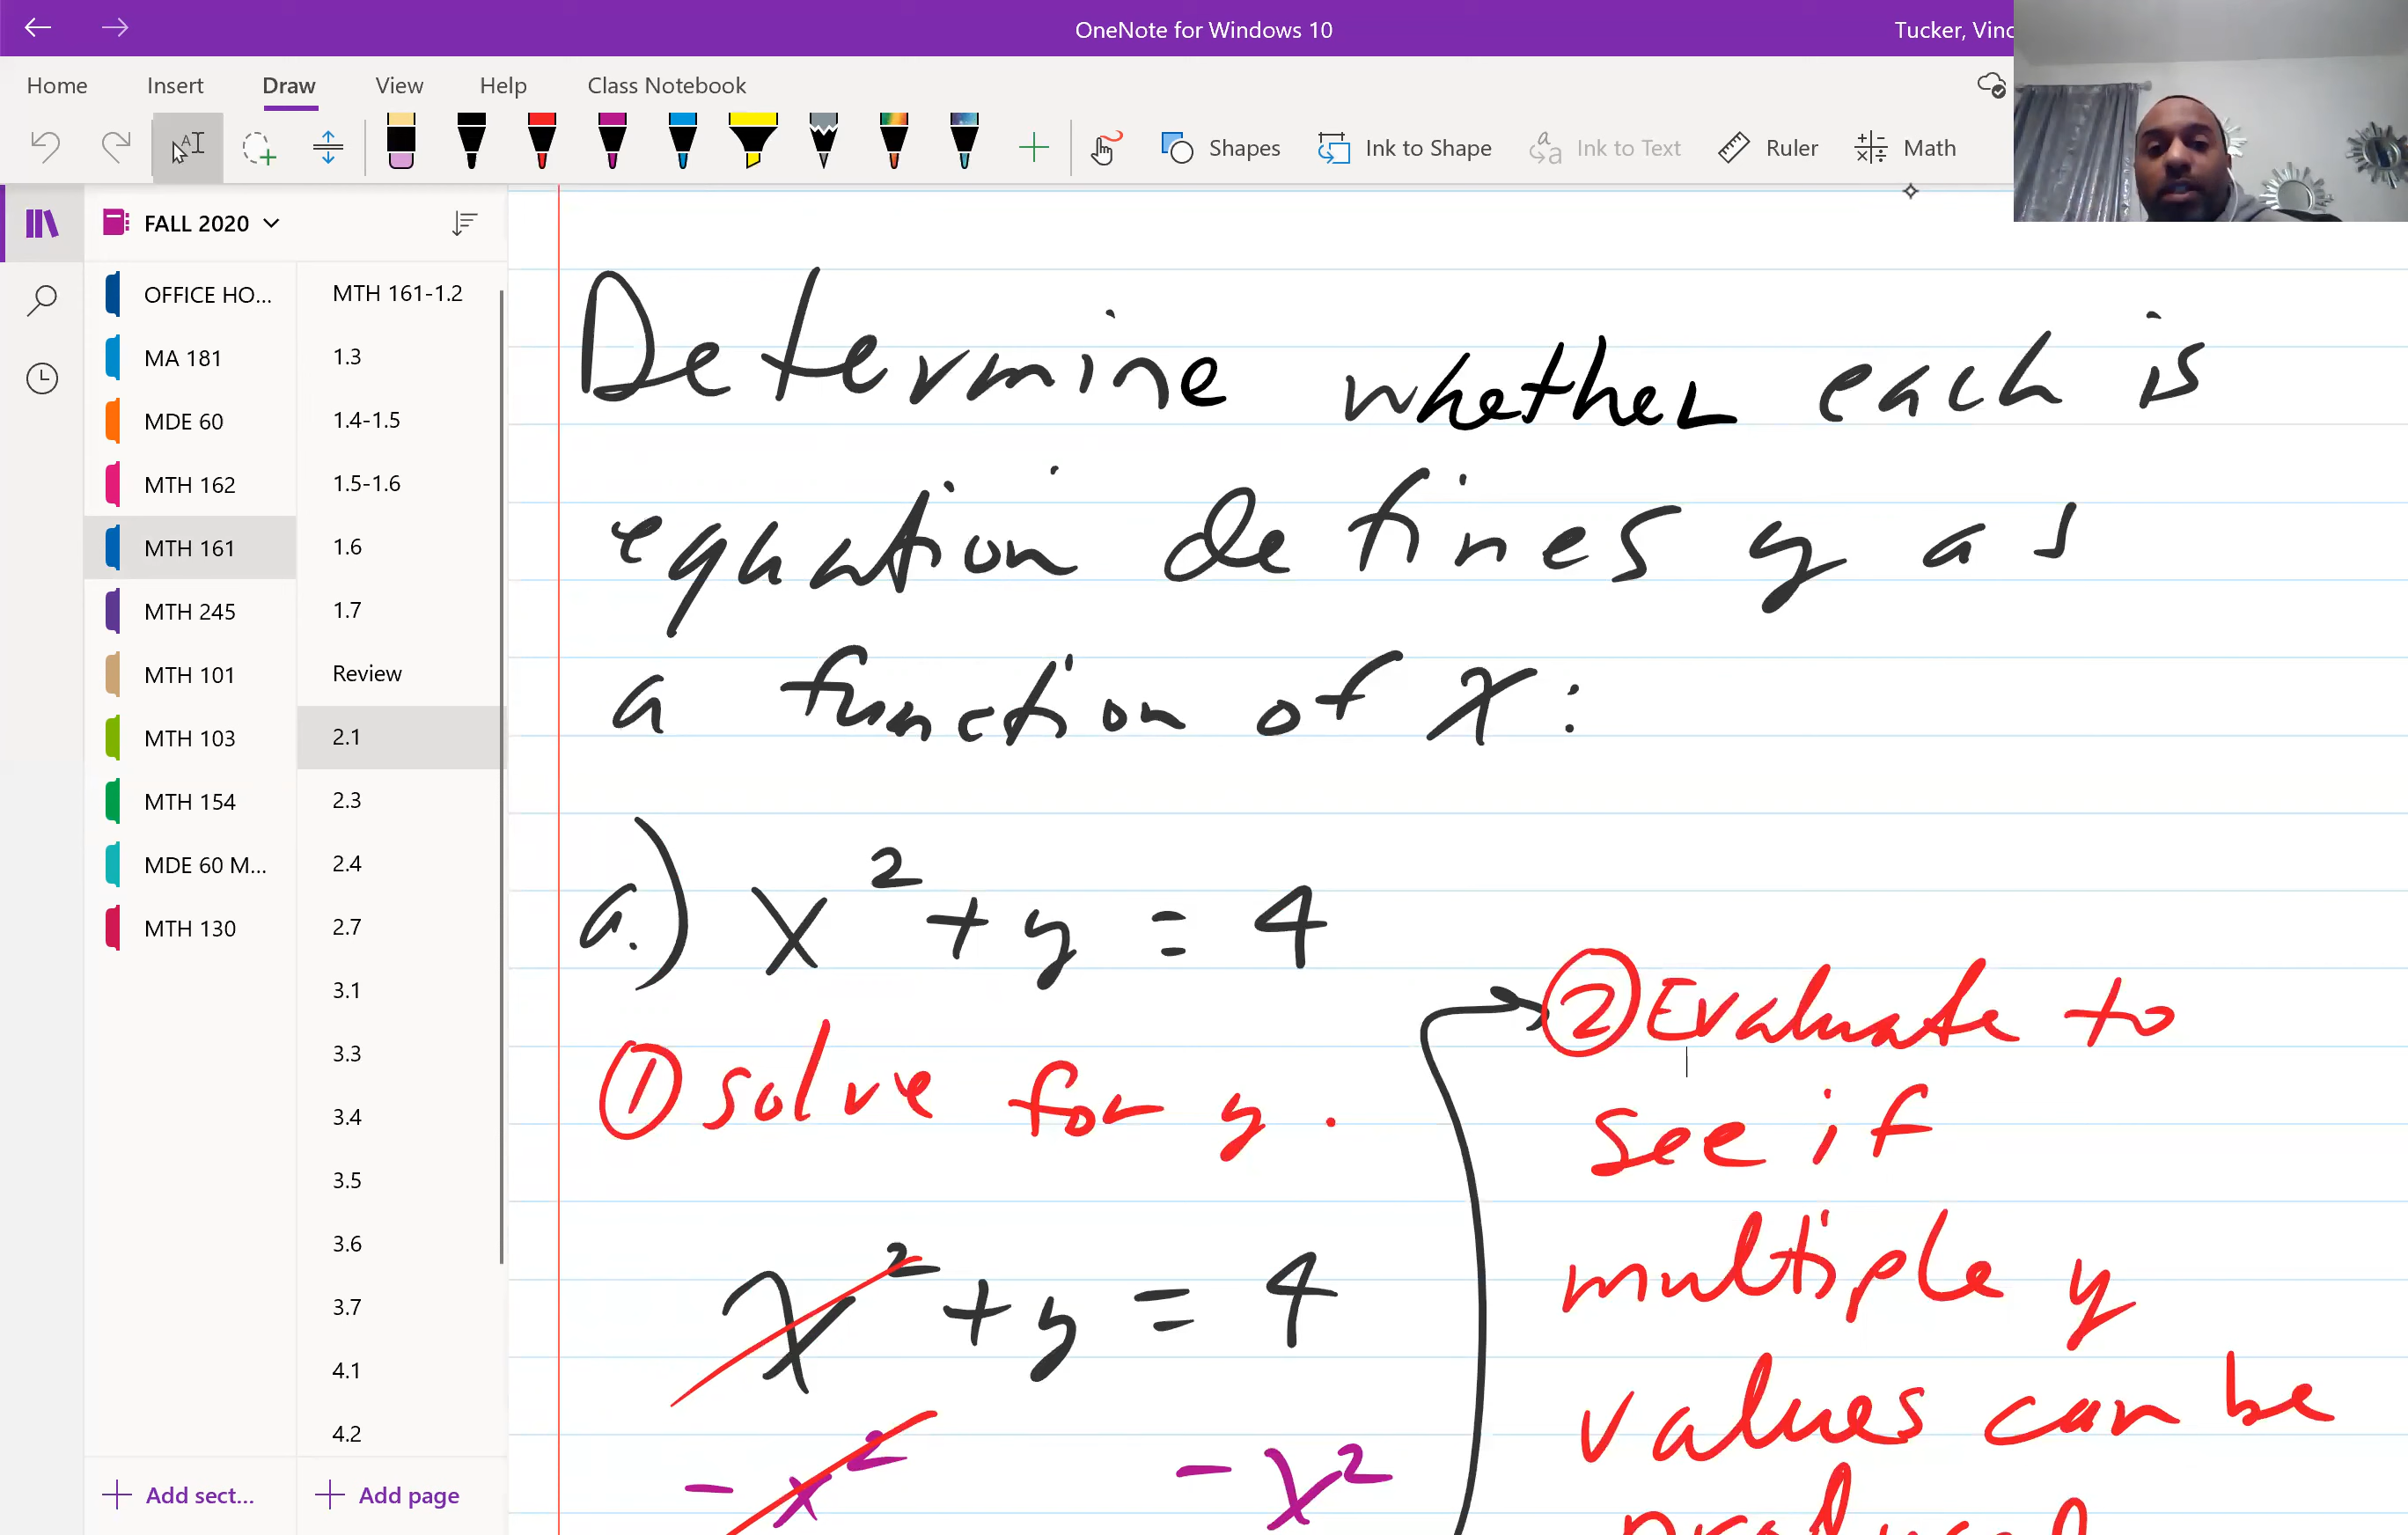 OneNote for Windows 10
Tucker, Vinc
Home Insert Draw View Help Class Notebook
Shapes Ink to Shape Ink to Text Ruler Math
FALL 2020
OFFICE HO...
MA 181
MDE 60
MTH 162
MTH 161
MTH 245
MTH 101
MTH 103
MTH 154
MDE 60 M...
MTH 130
Add sect...
MTH 161-1.2
1.3
1.4-1.5
1.5-1.6
1.6
1.7
Review
2.1
2.3
2.4
2.7
3.1
3.3
3.4
3.5
3.6
3.7
4.1
4.2
Add page
Determine whether each is
equation defines y as
a function of x:
a.) x² + y = 4
① solve for y.
x² + y = 4
- x² - x²
② Evaluate to
see if
multiple y
values can be
produced